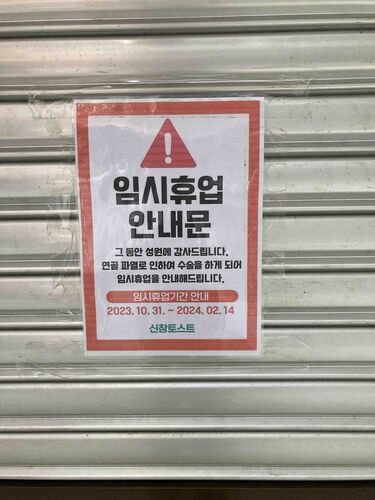 임시휴업
안내문
그 동안 성원에 감사드립니다.
연골 파열로 인하여 수술을 하게 되어
임시휴업을 안내해드립니다.
임시휴업기간 안내
2023. 10. 31. ~ 2024. 02. 14
신창토스트